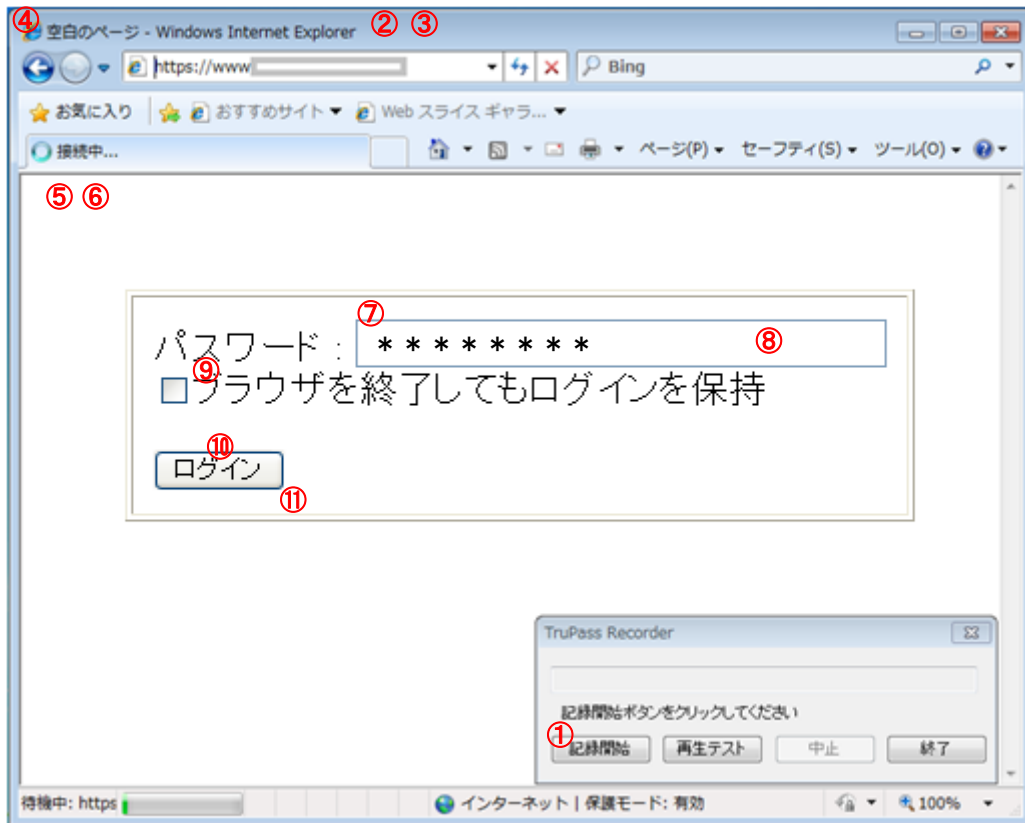 ④ 空白のページ - Windows Internet Explorer ② ③
https://www Bing
お気に入り おすすめサイト ▼ Web スライス ギャラ... ▼
接続中... ページ(P) ▼ セーフティ(S) ▼ ツール(O) ▼
⑤ ⑥
⑦
パスワード : ******** ⑧
⑨
ブラウザを終了してもログインを保持
⑩
ログイン
⑪
TruPass Recorder
記録開始ボタンをクリックしてください
① 記録開始 再生テスト 中止 終了
待機中: https インターネット | 保護モード: 有効 100%